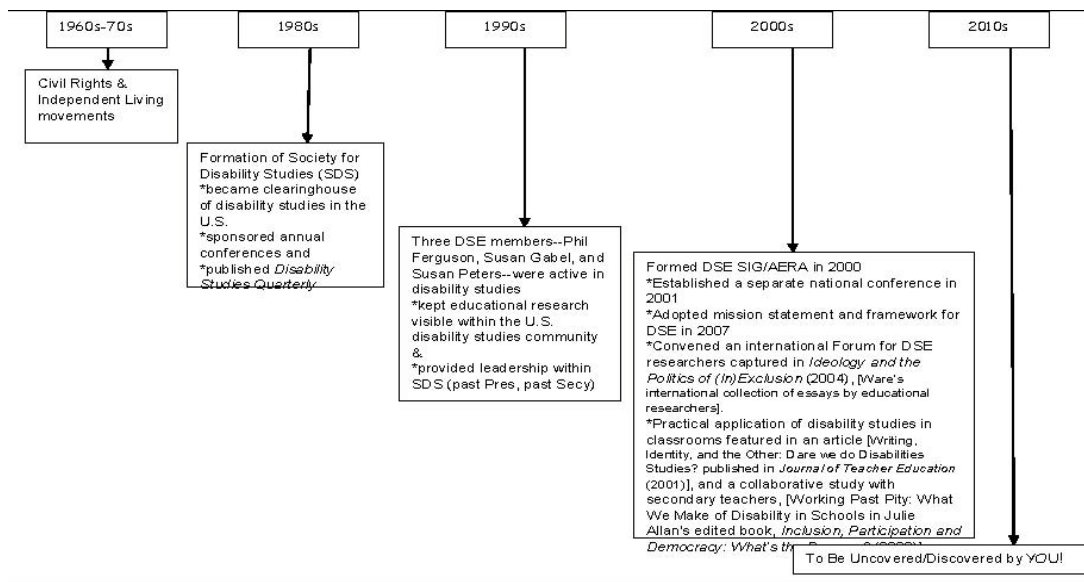 1960s-70s
1980s
1990s
2000s
2010s
Civil Rights &
Independent Living
movements
Formation of Society for
Disability Studies (SDS)
*became clearinghouse
of disability studies in the
U.S.
*sponsored annual
conferences and
*published Disability
Studies Quarterly
Three DSE members--Phil
Ferguson, Susan Gabel, and
Susan Peters--were active in
disability studies
*kept educational research
visible within the U.S.
disability studies community
&
*provided leadership within
SDS (past Pres, past Secy)
Formed DSE SIG/AERA in 2000
*Established a separate national conference in
2001
*Adopted mission statement and framework for
DSE in 2007
*Convened an international Forum for DSE
researchers captured in Ideology and the
Politics of (In)Exclusion (2004), [Ware's
international collection of essays by educational
researchers].
*Practical application of disability studies in
classrooms featured in an article [Writing,
Identity, and the Other: Dare we do Disabilities
Studies? published in Journal of Teacher Education
(2001)], and a collaborative study with
secondary teachers, [Working Past Pity: What
We Make of Disability in Schools in Julie
Allan's edited book, Inclusion, Participation and
Democracy: What's the
To Be Uncovered/Discovered by YOU!